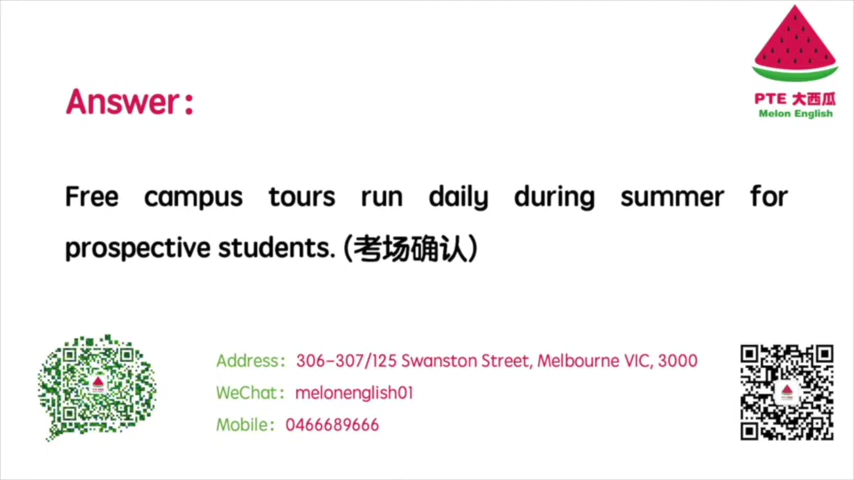 PTE 大西瓜
Melon English
Answer:
Free campus tours run daily during summer for
prospective students. (考场确认)
Address: 306-307/125 Swanston Street, Melbourne VIC, 3000
WeChat: melonenglish01
Mobile: 0466689666